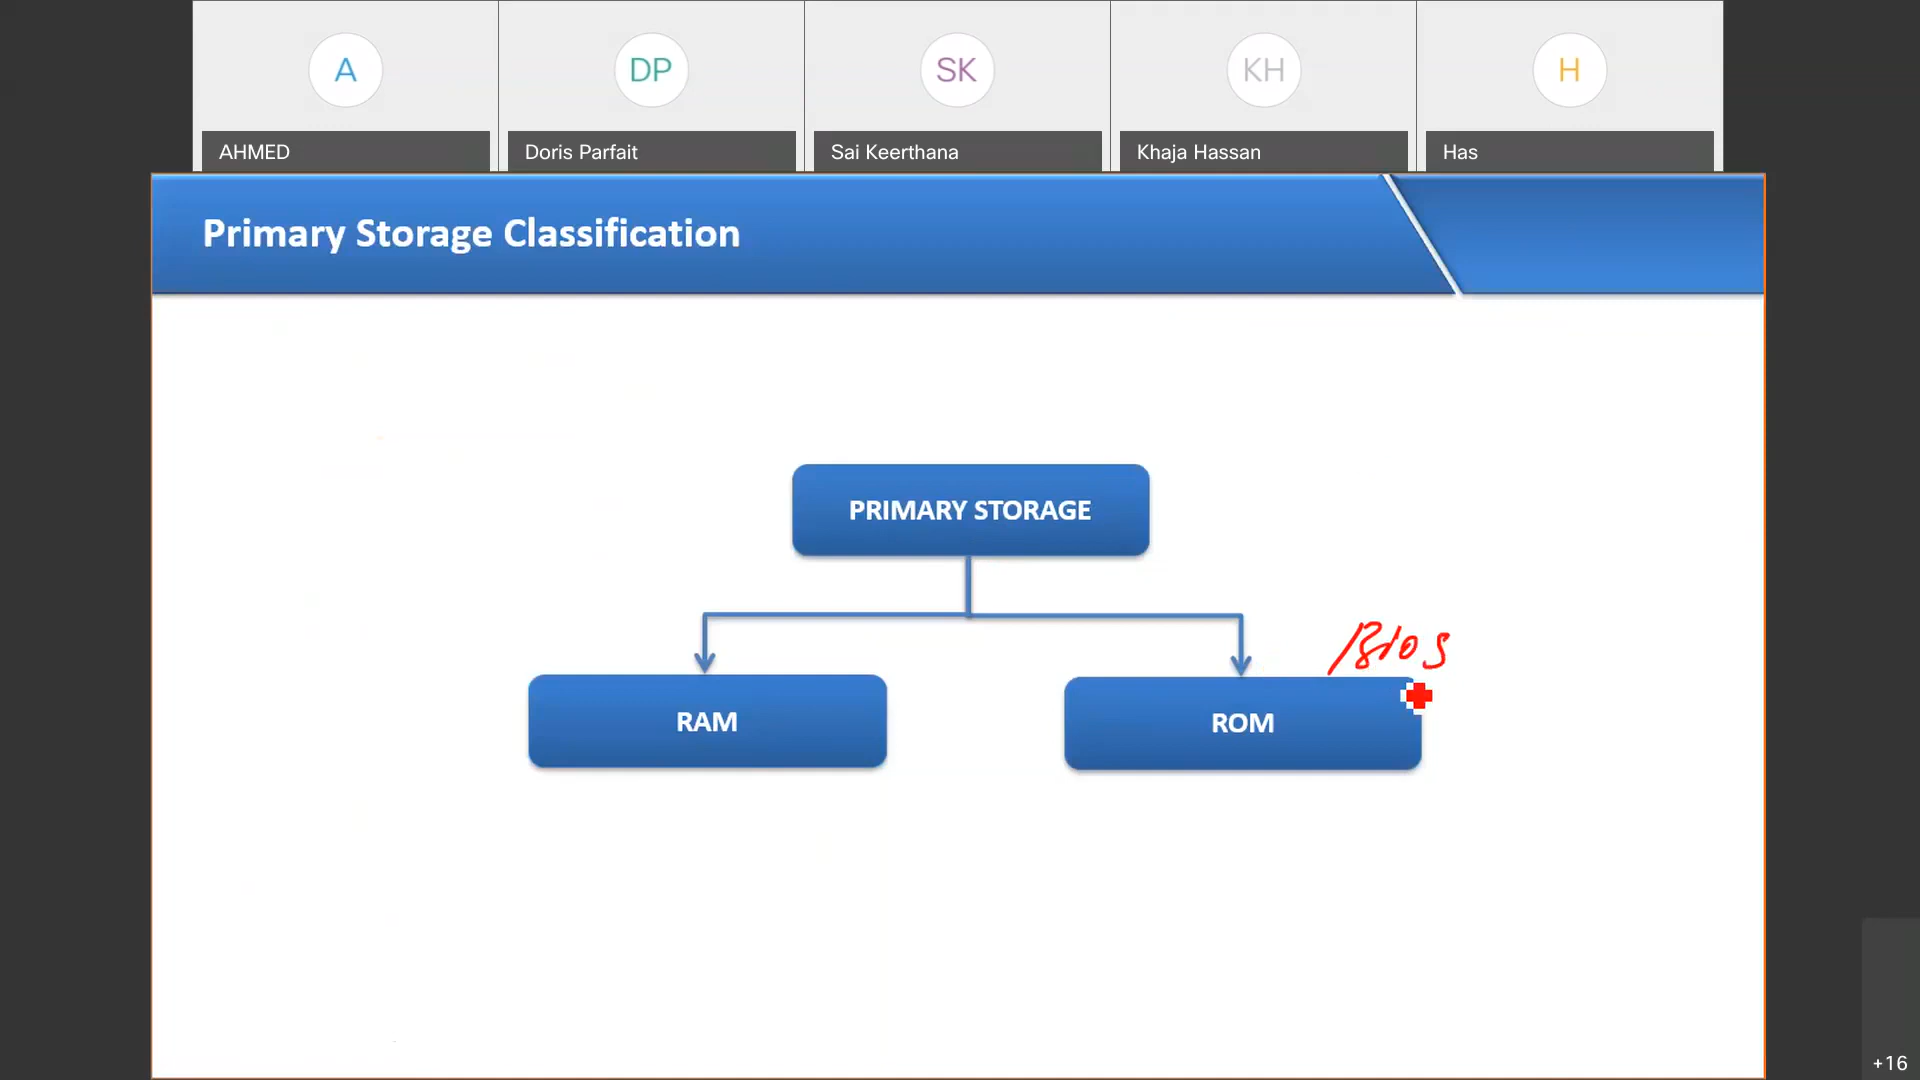 A DP SK KH H
AHMED Doris Parfait Sai Keerthana Khaja Hassan Has
Primary Storage Classification
PRIMARY STORAGE
BIOS
RAM ROM
+16